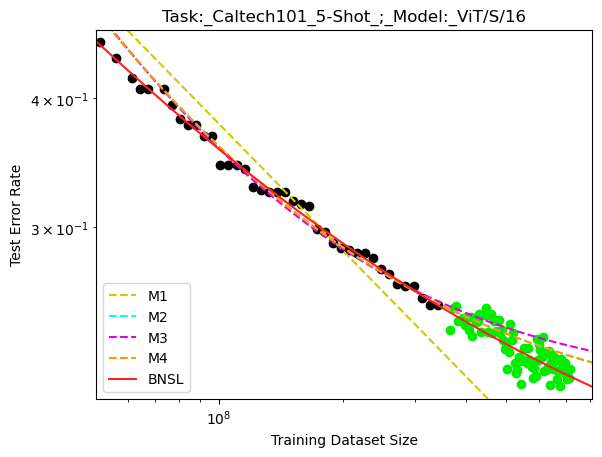 Task:_Caltech101_5-Shot_;_Model:_ViT/S/16
Test Error Rate
4 × 10⁻¹
3 × 10⁻¹
M1
M2
M3
M4
BNSL
10⁸
Training Dataset Size